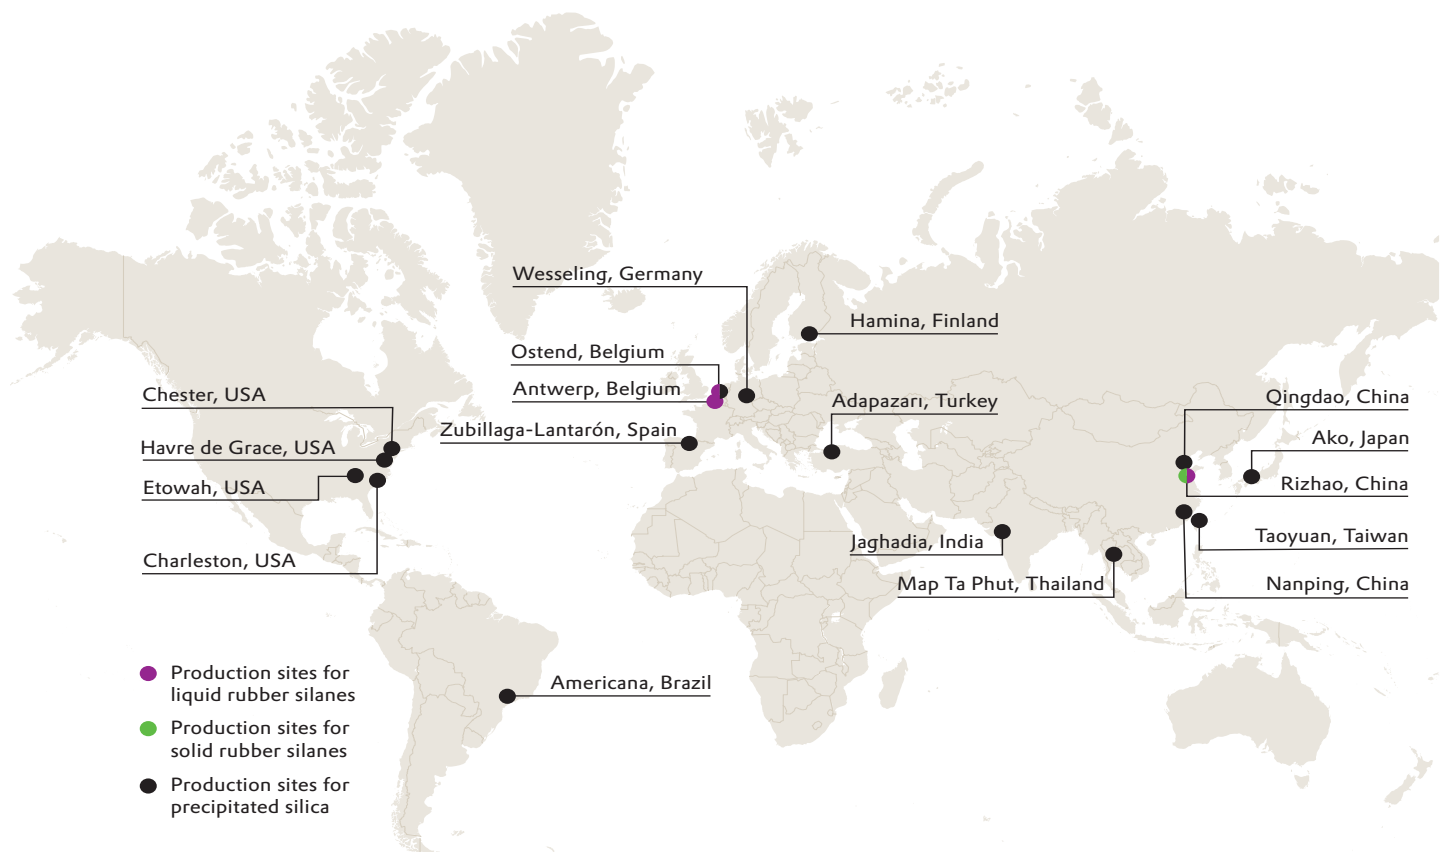 Wesseling, Germany
Hamina, Finland
Ostend, Belgium
Antwerp, Belgium
Chester, USA
Adapazarı, Turkey
Qingdao, China
Zubillaga-Lantarón, Spain
Ako, Japan
Havre de Grace, USA
Etowah, USA
Rizhao, China
Jaghadia, India
Taoyuan, Taiwan
Charleston, USA
Map Ta Phut, Thailand
Nanping, China
Americana, Brazil
Production sites for
liquid rubber silanes
Production sites for
solid rubber silanes
Production sites for
precipitated silica